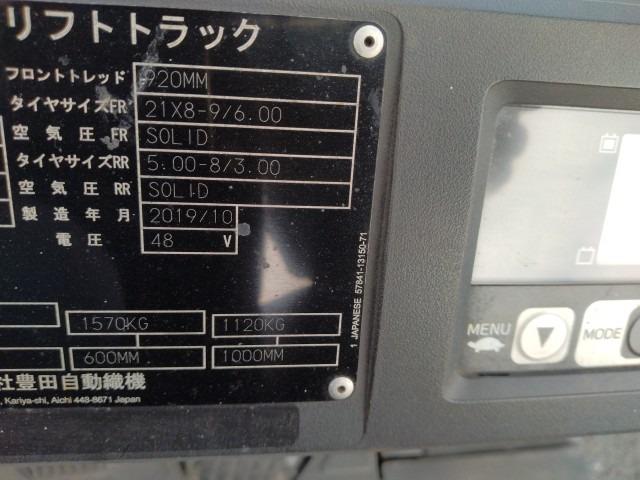 リフトトラック
フロントトレッド 920MM
タイヤサイズFR 21X8-9/6.00
空気圧 FR SOLID
タイヤサイズRR 5.00-8/3.00
空気圧 RR SOLID
製造年月 2019/10
電圧 48 V
1570KG 1120KG
600MM 1000MM
社豊田自動織機
, Kariya-shi, Aichi 448-8671 Japan
1 JAPANESE 57841-13150-71
MENU MODE